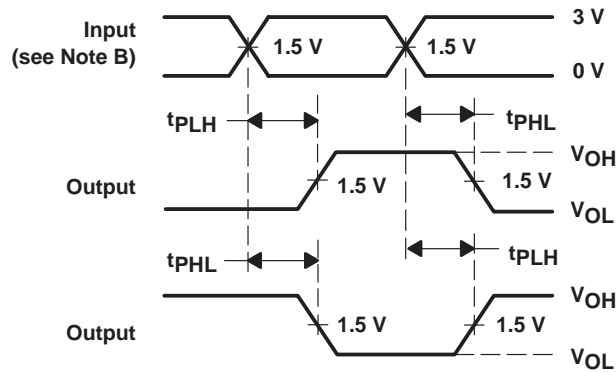 Input
(see Note B)
1.5 V
1.5 V
3 V
0 V
tPLH
tPHL
Output
1.5 V
1.5 V
VOH
VOL
tPHL
tPLH
Output
1.5 V
1.5 V
VOH
VOL